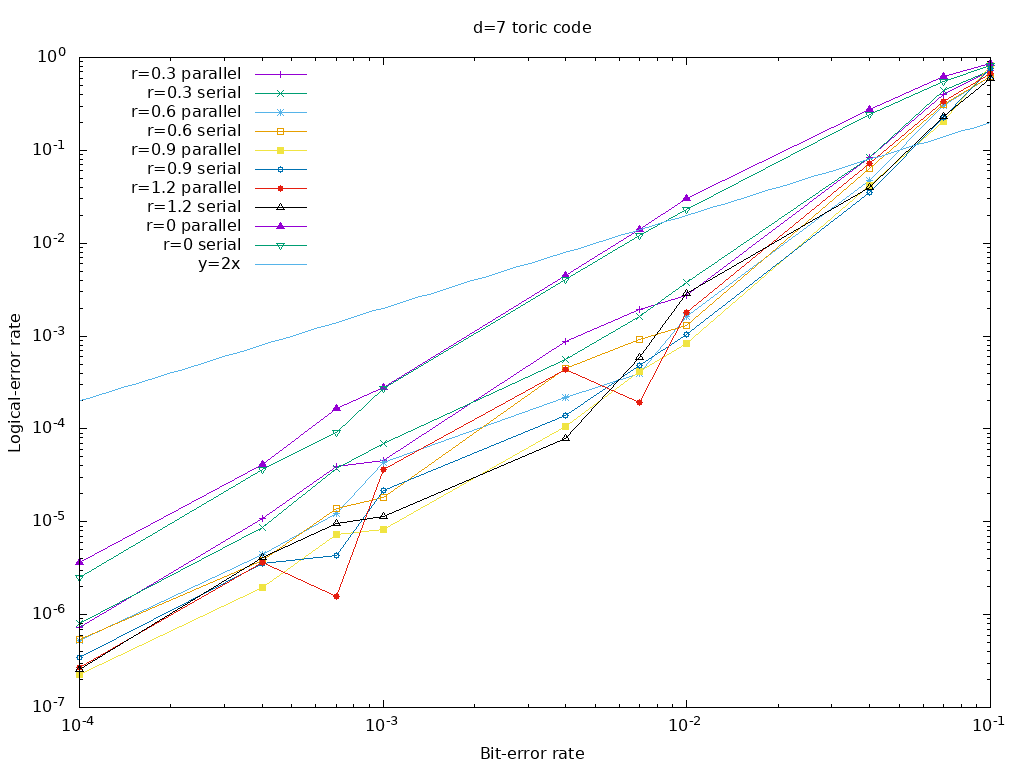 d=7 toric code
10^0
10^-1
10^-2
10^-3
10^-4
10^-5
10^-6
10^-7
Logical-error rate
r=0.3 parallel
r=0.3 serial
r=0.6 parallel
r=0.6 serial
r=0.9 parallel
r=0.9 serial
r=1.2 parallel
r=1.2 serial
r=0 parallel
r=0 serial
y=2x
10^-4 10^-3 10^-2 10^-1
Bit-error rate